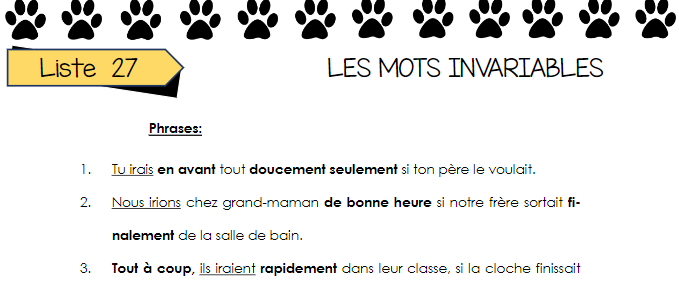 Liste 27
LES MOTS INVARIABLES
Phrases:
1. Tu irais en avant tout doucement seulement si ton père le voulait.
2. Nous irions chez grand-maman de bonne heure si notre frère sortait fi-
nalement de la salle de bain.
3. Tout à coup, ils iraient rapidement dans leur classe, si la cloche finissait